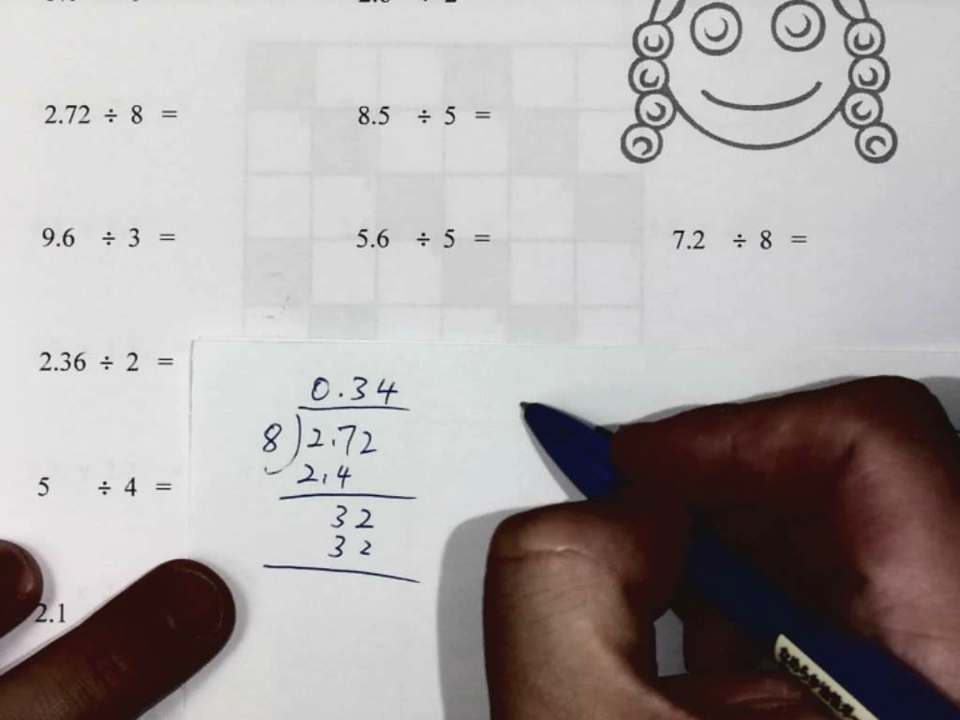 2.72 ÷ 8 =
8.5 ÷ 5 =
9.6 ÷ 3 =
5.6 ÷ 5 =
7.2 ÷ 8 =
2.36 ÷ 2 =
0.34
8)2.72
2.4
5 ÷ 4 =
32
32
2.1